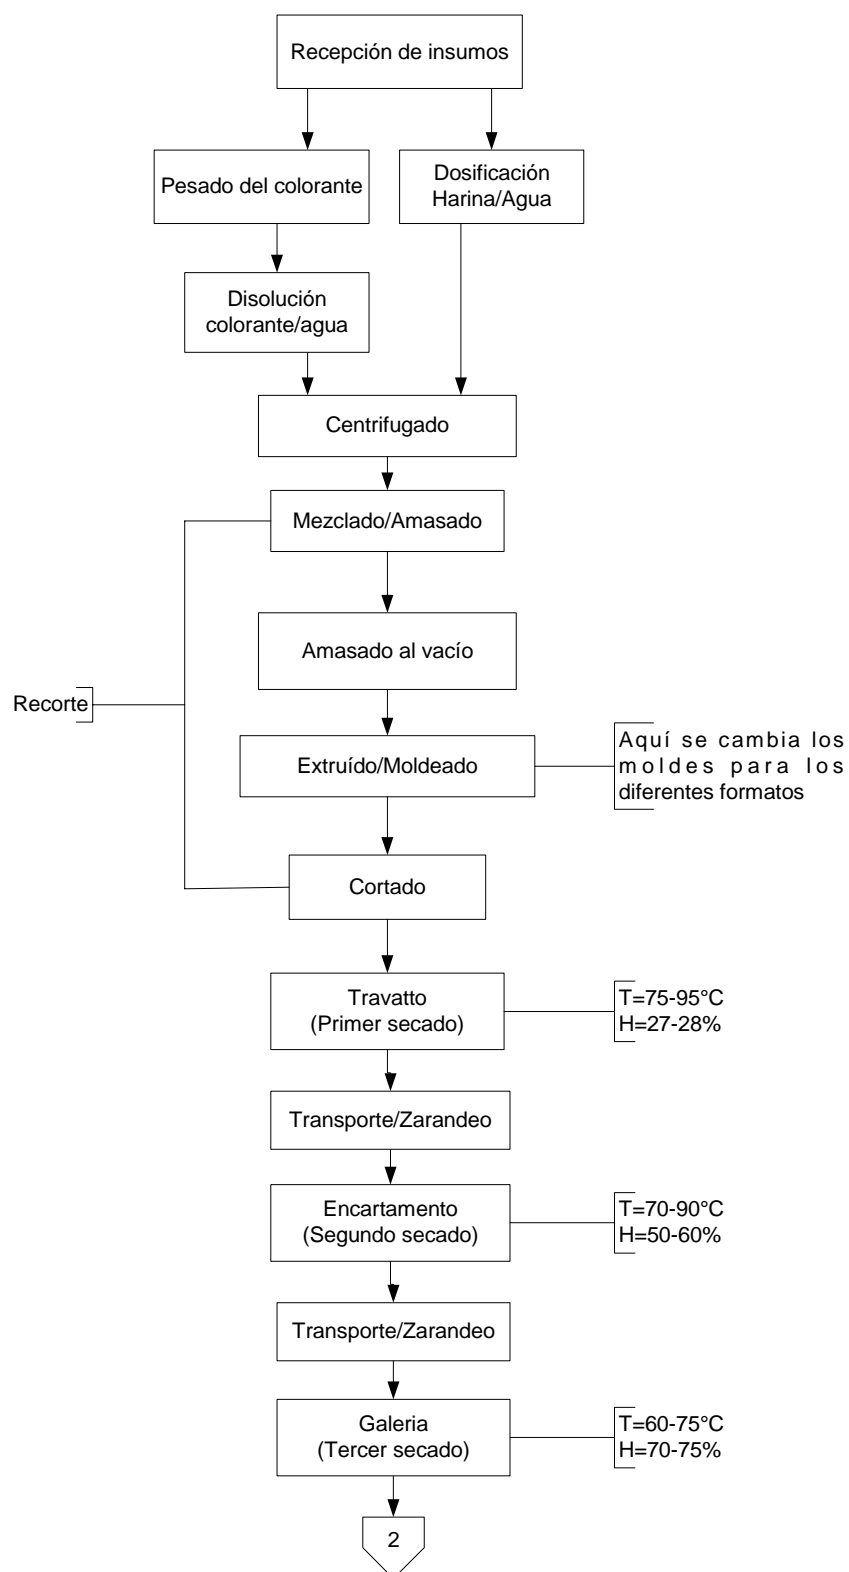 Recepción de insumos
Pesado del colorante
Dosificación
Harina/Agua
Disolución
colorante/agua
Centrifugado
Mezclado/Amasado
Amasado al vacío
Recorte
Extruído/Moldeado
Aquí se cambia los
moldes para los
diferentes formatos
Cortado
Travatto
(Primer secado)
T=75-95°C
H=27-28%
Transporte/Zarandeo
Encartamento
(Segundo secado)
T=70-90°C
H=50-60%
Transporte/Zarandeo
Galeria
(Tercer secado)
T=60-75°C
H=70-75%
2